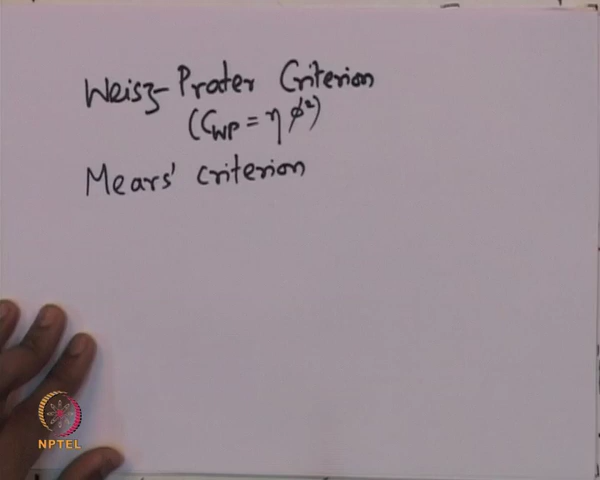 Weisz-Prater Criterion
(C_WP = η φ²)
Mears' criterion
NPTEL